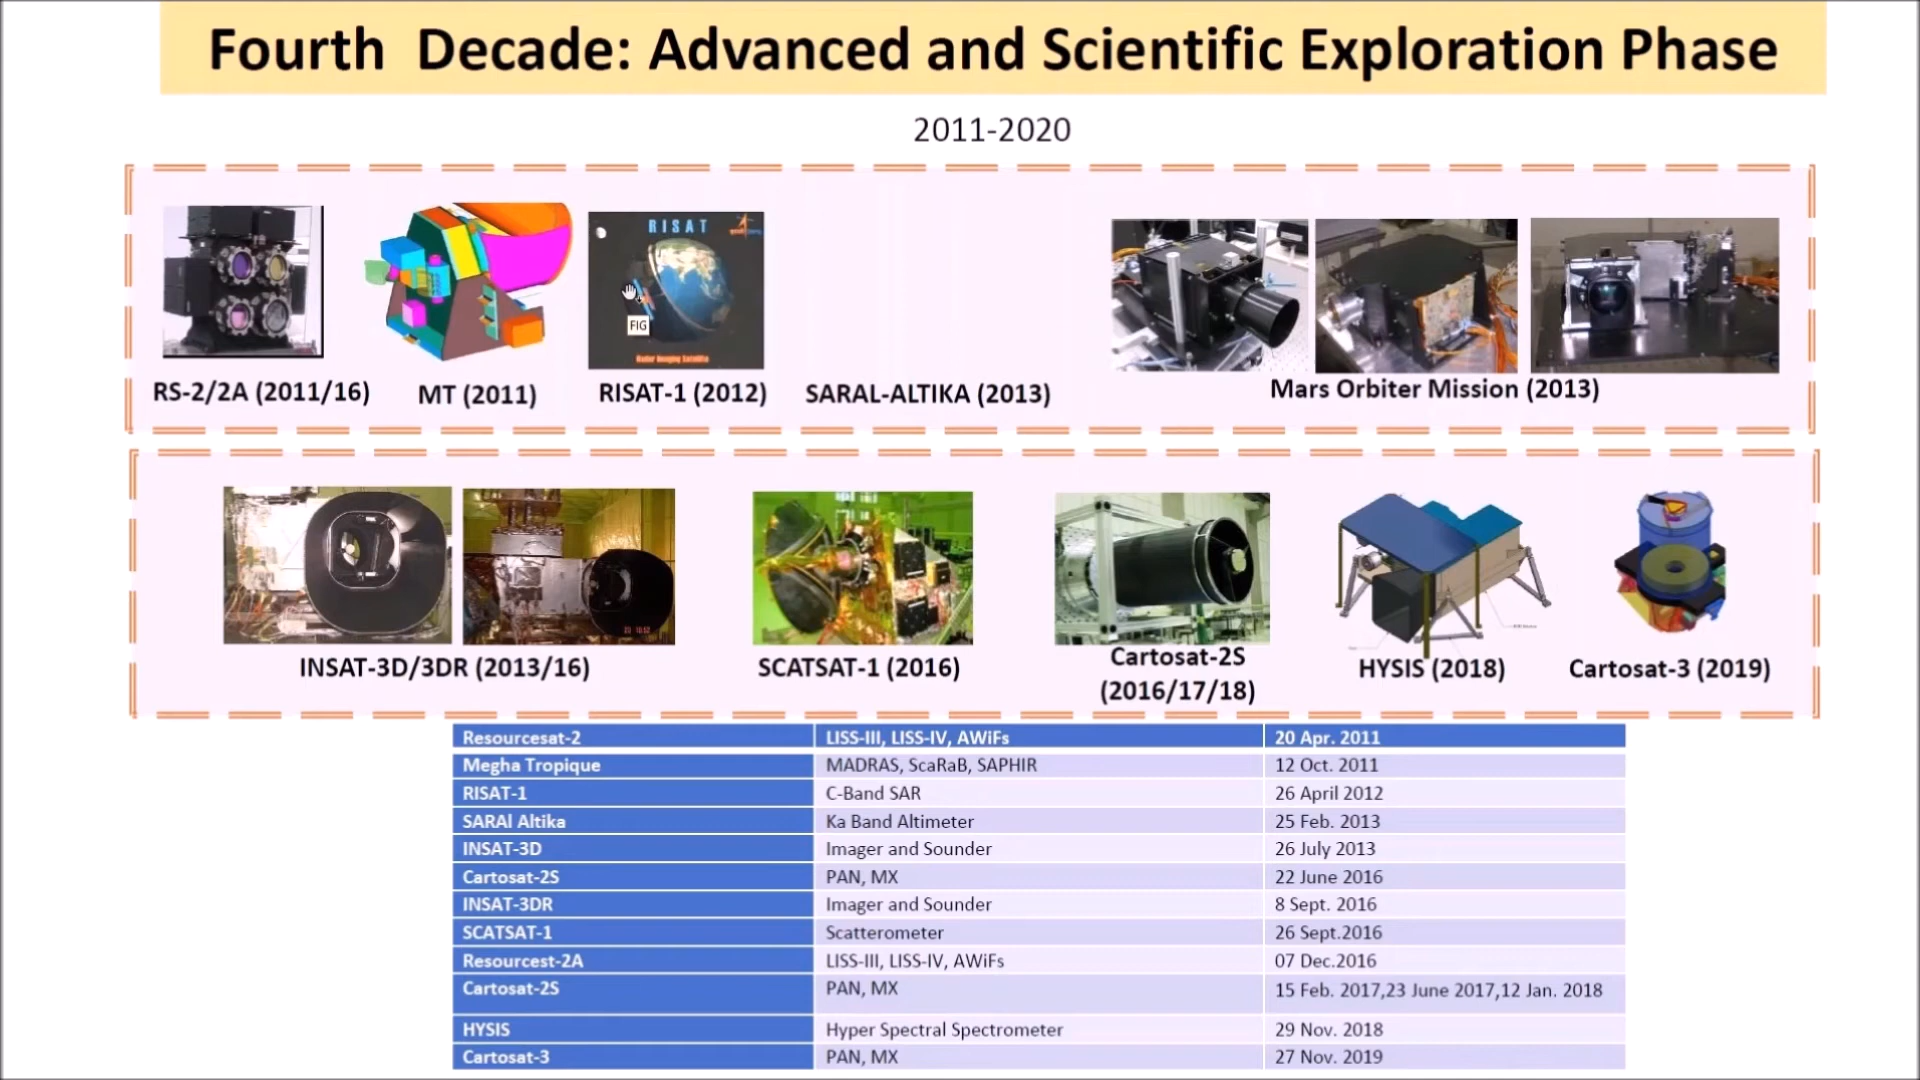 Fourth Decade: Advanced and Scientific Exploration Phase
2011-2020
RISAT
FIG
Radar Imaging Satellite
RS-2/2A (2011/16)
MT (2011)
RISAT-1 (2012)
SARAL-ALTIKA (2013)
Mars Orbiter Mission (2013)
INSAT-3D/3DR (2013/16)
SCATSAT-1 (2016)
Cartosat-2S
(2016/17/18)
HYSIS (2018)
Cartosat-3 (2019)
Resourcesat-2 LISS-III, LISS-IV, AWiFs 20 Apr. 2011
Megha Tropique MADRAS, ScaRaB, SAPHIR 12 Oct. 2011
RISAT-1 C-Band SAR 26 April 2012
SARAl Altika Ka Band Altimeter 25 Feb. 2013
INSAT-3D Imager and Sounder 26 July 2013
Cartosat-2S PAN, MX 22 June 2016
INSAT-3DR Imager and Sounder 8 Sept. 2016
SCATSAT-1 Scatterometer 26 Sept.2016
Resourcest-2A LISS-III, LISS-IV, AWiFs 07 Dec.2016
Cartosat-2S PAN, MX 15 Feb. 2017,23 June 2017,12 Jan. 2018
HYSIS Hyper Spectral Spectrometer 29 Nov. 2018
Cartosat-3 PAN, MX 27 Nov. 2019